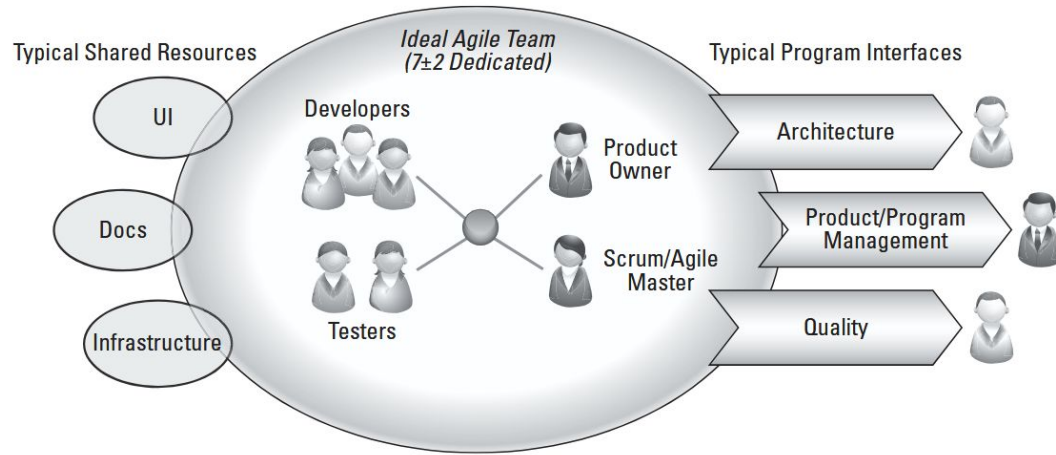 Typical Shared Resources
UI
Docs
Infrastructure
Ideal Agile Team
(7±2 Dedicated)
Developers
Testers
Product
Owner
Scrum/Agile
Master
Typical Program Interfaces
Architecture
Product/Program
Management
Quality